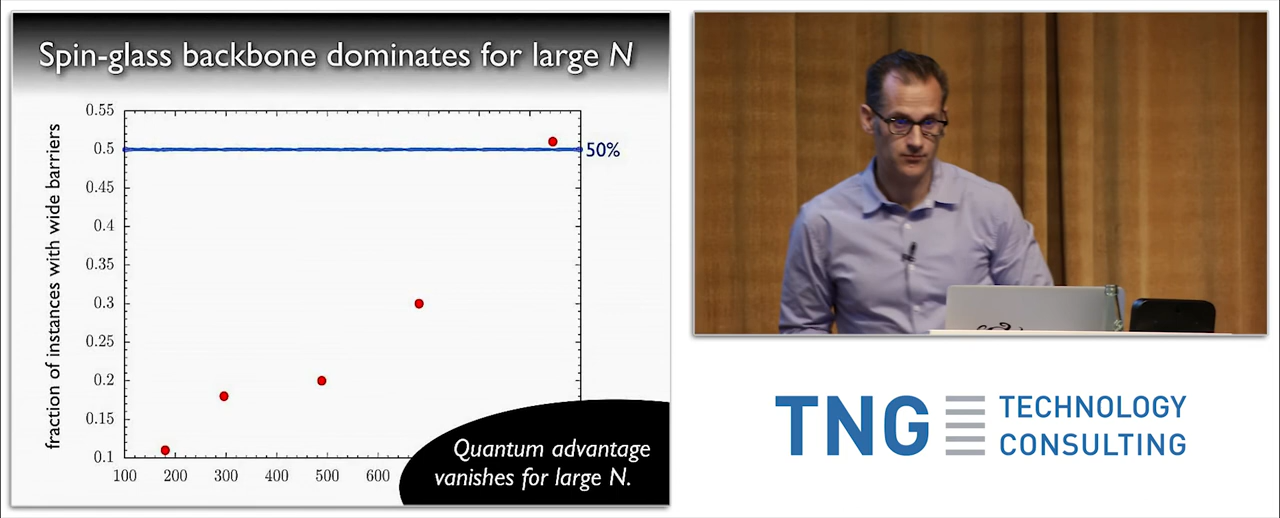 Spin-glass backbone dominates for large N
fraction of instances with wide barriers
0.55
0.5
0.45
0.4
0.35
0.3
0.25
0.2
0.15
0.1
50%
100 200 300 400 500 600
Quantum advantage
vanishes for large N.
TNG TECHNOLOGY
CONSULTING